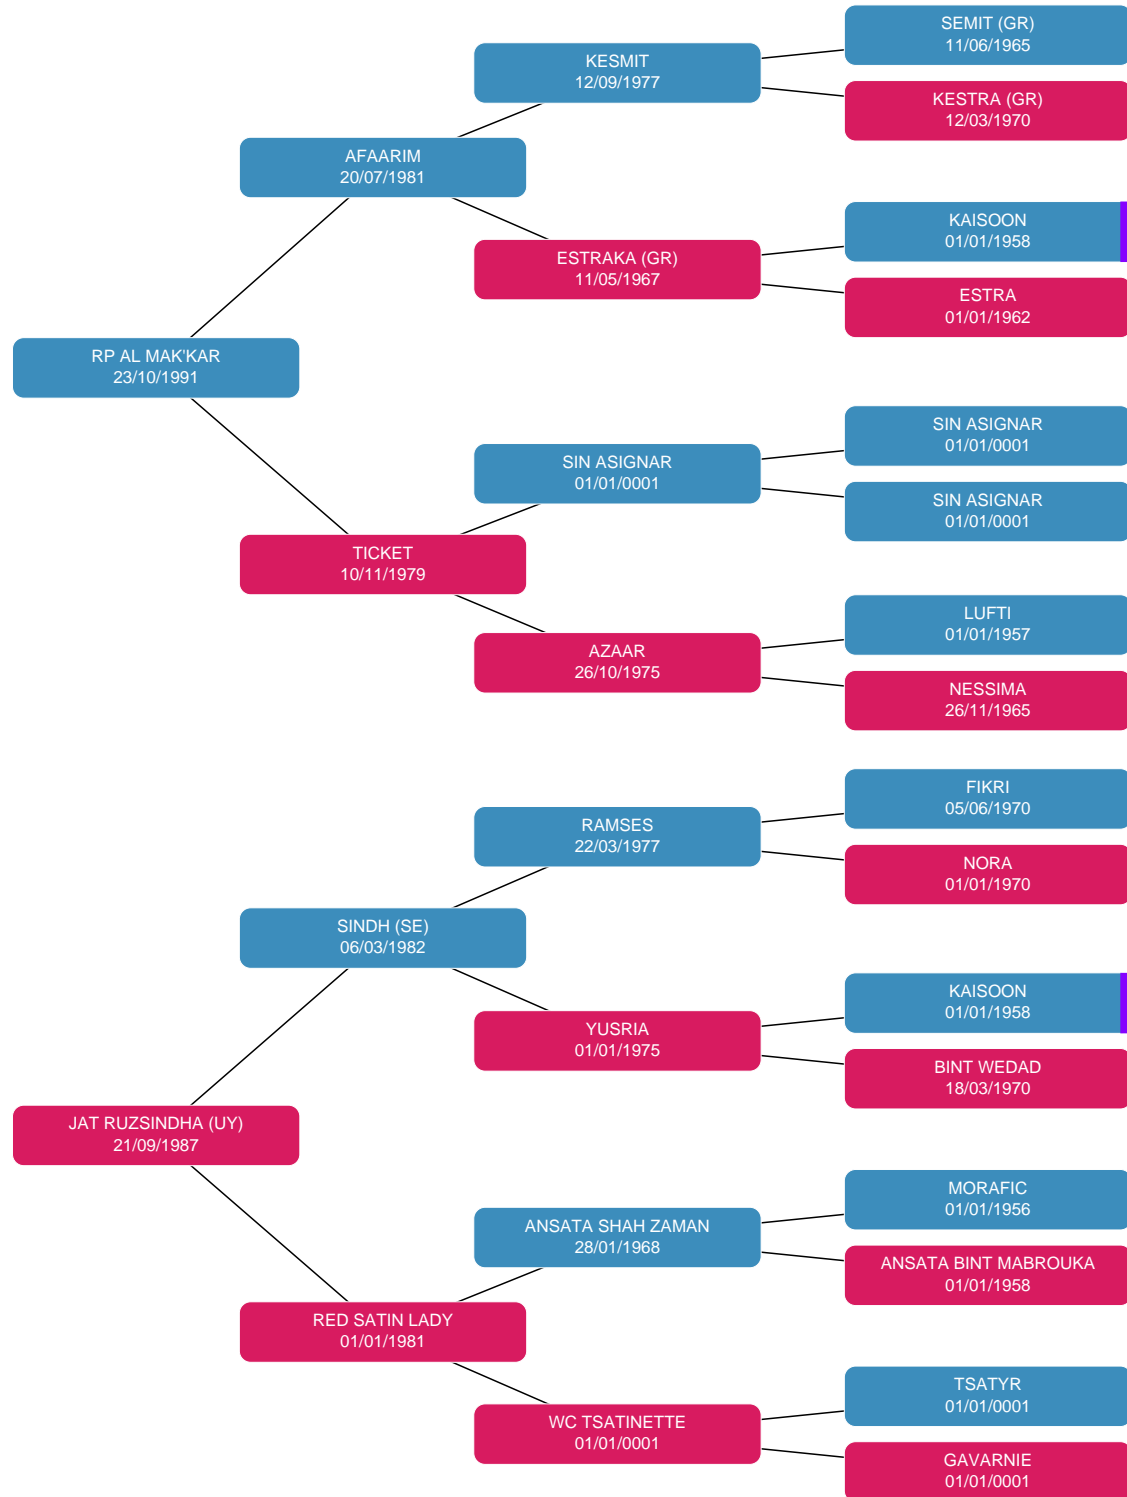 SEMIT (GR)
11/06/1965
KESMIT
12/09/1977
KESTRA (GR)
12/03/1970
AFAARIM
20/07/1981
KAISOON
01/01/1958
ESTRAKA (GR)
11/05/1967
ESTRA
01/01/1962
RP AL MAK'KAR
23/10/1991
SIN ASIGNAR
01/01/0001
SIN ASIGNAR
01/01/0001
SIN ASIGNAR
01/01/0001
TICKET
10/11/1979
LUFTI
01/01/1957
AZAAR
26/10/1975
NESSIMA
26/11/1965
FIKRI
05/06/1970
RAMSES
22/03/1977
NORA
01/01/1970
SINDH (SE)
06/03/1982
KAISOON
01/01/1958
YUSRIA
01/01/1975
BINT WEDAD
18/03/1970
JAT RUZSINDHA (UY)
21/09/1987
MORAFIC
01/01/1956
ANSATA SHAH ZAMAN
28/01/1968
ANSATA BINT MABROUKA
01/01/1958
RED SATIN LADY
01/01/1981
TSATYR
01/01/0001
WC TSATINETTE
01/01/0001
GAVARNIE
01/01/0001